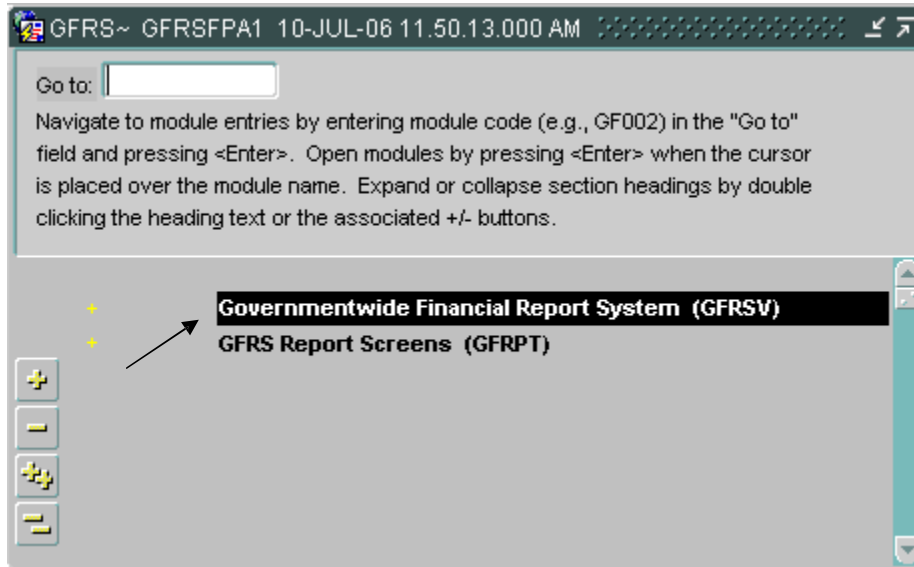 GFRS~ GFRSFPA1 10-JUL-06 11.50.13.000 AM
Go to:
Navigate to module entries by entering module code (e.g., GF002) in the "Go to"
field and pressing <Enter>. Open modules by pressing <Enter> when the cursor
is placed over the module name. Expand or collapse section headings by double
clicking the heading text or the associated +/- buttons.
+ Governmentwide Financial Report System (GFRSV)
+ GFRS Report Screens (GFRPT)